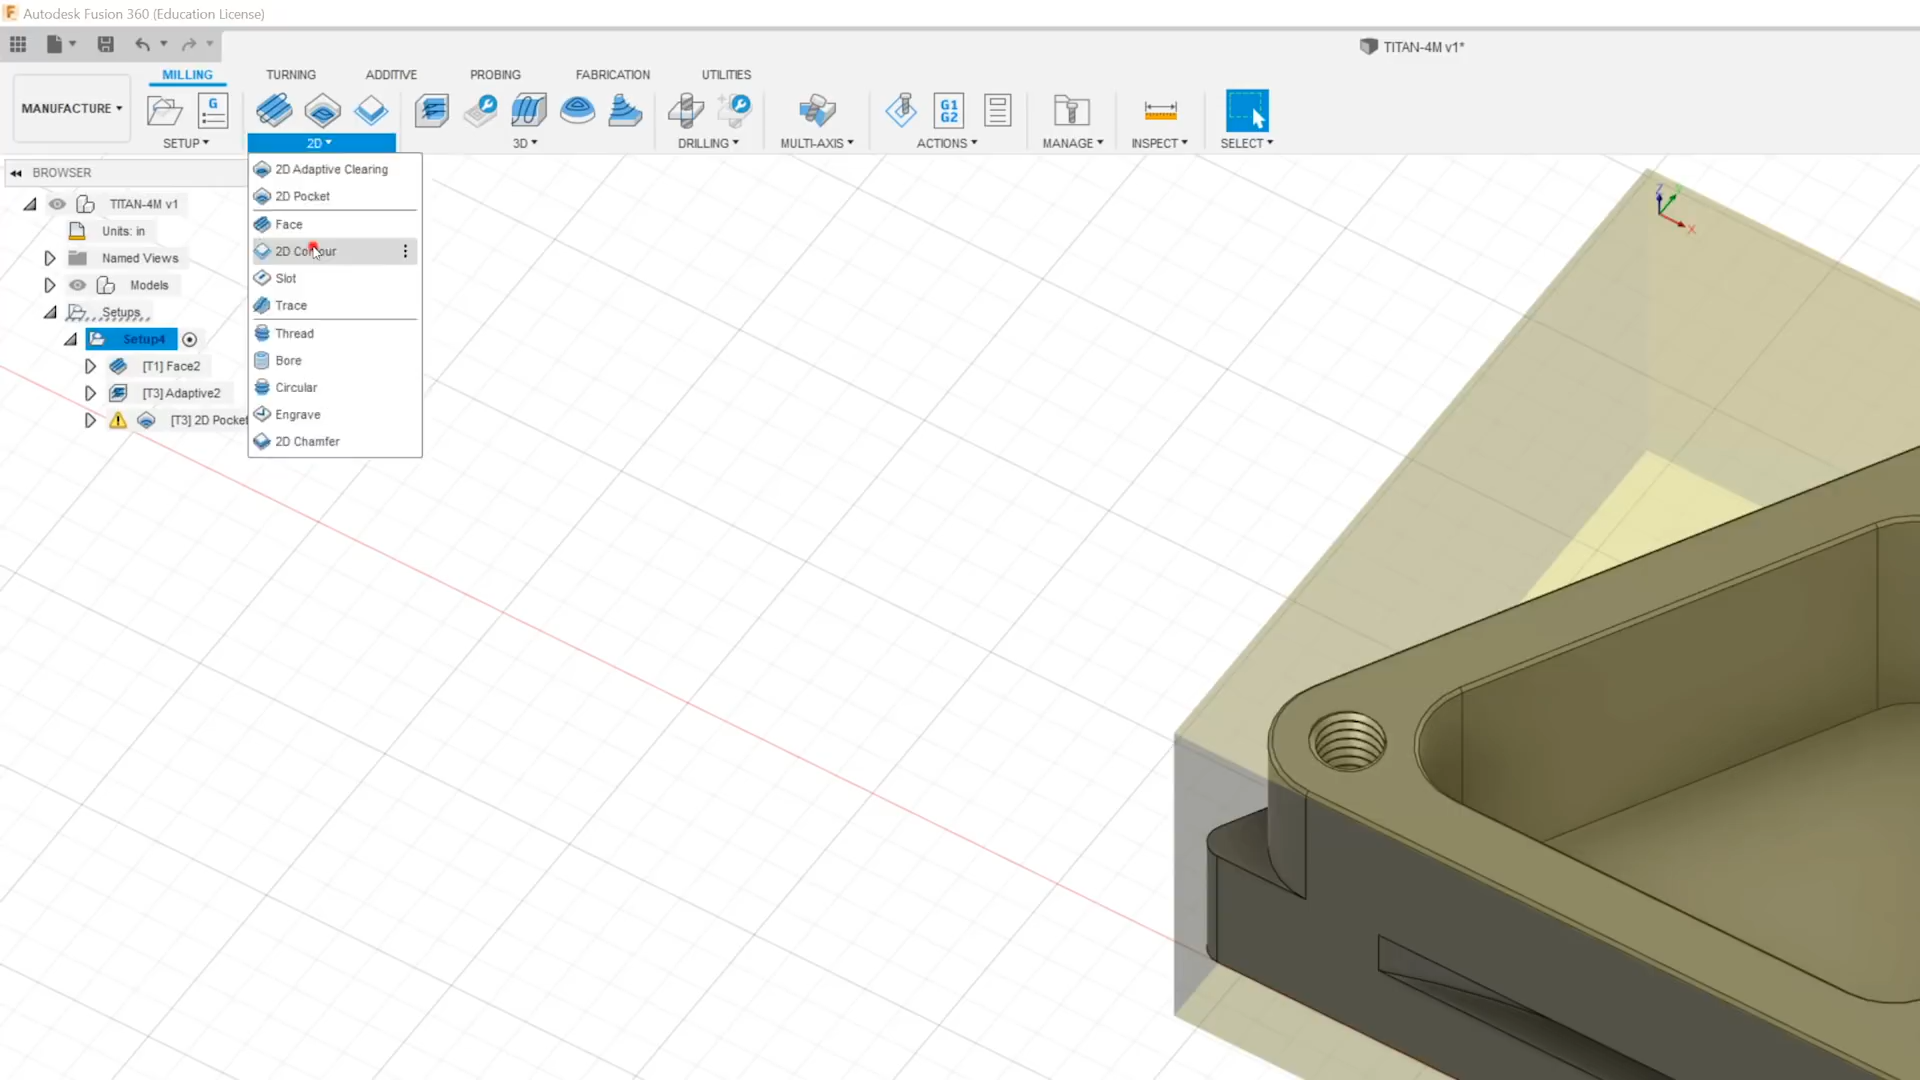 Autodesk Fusion 360 (Education License)
TITAN-4M v1*
MILLING TURNING ADDITIVE PROBING FABRICATION UTILITIES
MANUFACTURE
G
G1
G2
SETUP 2D 3D DRILLING MULTI-AXIS ACTIONS MANAGE INSPECT SELECT
BROWSER
TITAN-4M v1
Units: in
Named Views
Models
Setups
Setup4
[T1] Face2
[T3] Adaptive2
[T3] 2D Pocket
2D Adaptive Clearing
2D Pocket
Face
2D Contour
Slot
Trace
Thread
Bore
Circular
Engrave
2D Chamfer
Z
Y
X